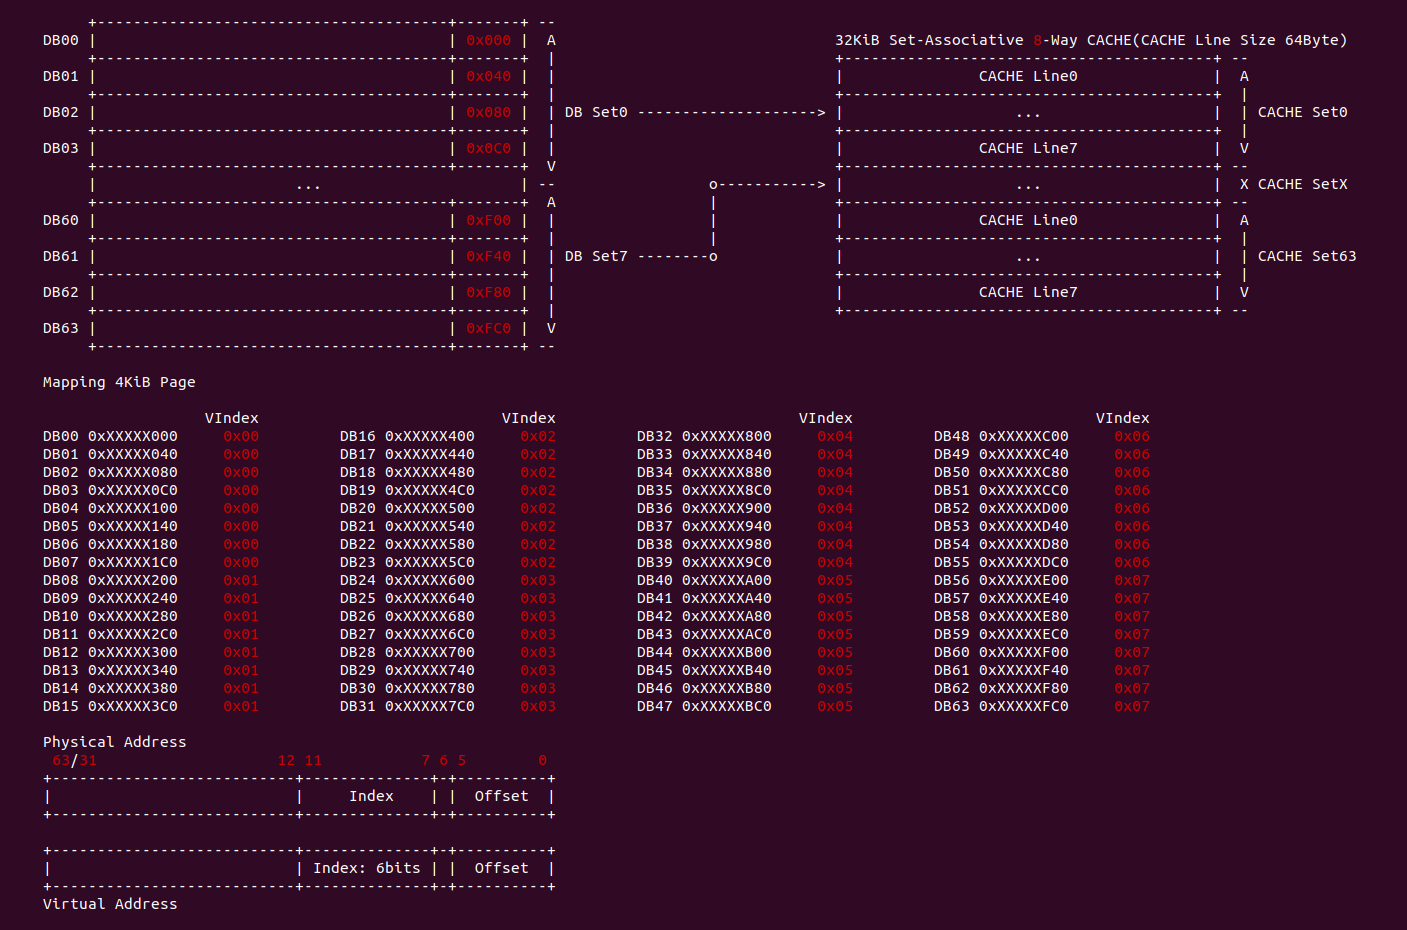 +---------------------------------------+-------+ --
DB00 |                                       | 0x000 |  A                               32KiB Set-Associative 8-Way CACHE(CACHE Line Size 64Byte)
     +---------------------------------------+-------+  |                               +-----------------------------------------+ --
DB01 |                                       | 0x040 |  |                               |               CACHE Line0               |  A
     +---------------------------------------+-------+  |                               +-----------------------------------------+  |
DB02 |                                       | 0x080 |  | DB Set0 --------------------> |                   ...                   |  | CACHE Set0
     +---------------------------------------+-------+  |                               +-----------------------------------------+  |
DB03 |                                       | 0x0C0 |  |                               |               CACHE Line7               |  V
     +---------------------------------------+-------+  V                               +-----------------------------------------+ --
     |                      ...                      | --                 o-----------> |                   ...                   |  X CACHE SetX
     +---------------------------------------+-------+  A                 |             +-----------------------------------------+ --
DB60 |                                       | 0xF00 |  |                 |             |               CACHE Line0               |  A
     +---------------------------------------+-------+  |                 |             +-----------------------------------------+  |
DB61 |                                       | 0xF40 |  | DB Set7 --------o             |                   ...                   |  | CACHE Set63
     +---------------------------------------+-------+  |                               +-----------------------------------------+  |
DB62 |                                       | 0xF80 |  |                               |               CACHE Line7               |  V
     +---------------------------------------+-------+  |                               +-----------------------------------------+ --
DB63 |                                       | 0xFC0 |  V
     +---------------------------------------+-------+ --
Mapping 4KiB Page
VIndex VIndex VIndex VIndex
DB00 0xXXXXX000 0x00 DB16 0xXXXXX400 0x02 DB32 0xXXXXX800 0x04 DB48 0xXXXXXC00 0x06
DB01 0xXXXXX040 0x00 DB17 0xXXXXX440 0x02 DB33 0xXXXXX840 0x04 DB49 0xXXXXXC40 0x06
DB02 0xXXXXX080 0x00 DB18 0xXXXXX480 0x02 DB34 0xXXXXX880 0x04 DB50 0xXXXXXC80 0x06
DB03 0xXXXXX0C0 0x00 DB19 0xXXXXX4C0 0x02 DB35 0xXXXXX8C0 0x04 DB51 0xXXXXXCC0 0x06
DB04 0xXXXXX100 0x00 DB20 0xXXXXX500 0x02 DB36 0xXXXXX900 0x04 DB52 0xXXXXXD00 0x06
DB05 0xXXXXX140 0x00 DB21 0xXXXXX540 0x02 DB37 0xXXXXX940 0x04 DB53 0xXXXXXD40 0x06
DB06 0xXXXXX180 0x00 DB22 0xXXXXX580 0x02 DB38 0xXXXXX980 0x04 DB54 0xXXXXXD80 0x06
DB07 0xXXXXX1C0 0x00 DB23 0xXXXXX5C0 0x02 DB39 0xXXXXX9C0 0x04 DB55 0xXXXXXDC0 0x06
DB08 0xXXXXX200 0x01 DB24 0xXXXXX600 0x03 DB40 0xXXXXXA00 0x05 DB56 0xXXXXXE00 0x07
DB09 0xXXXXX240 0x01 DB25 0xXXXXX640 0x03 DB41 0xXXXXXA40 0x05 DB57 0xXXXXXE40 0x07
DB10 0xXXXXX280 0x01 DB26 0xXXXXX680 0x03 DB42 0xXXXXXA80 0x05 DB58 0xXXXXXE80 0x07
DB11 0xXXXXX2C0 0x01 DB27 0xXXXXX6C0 0x03 DB43 0xXXXXXAC0 0x05 DB59 0xXXXXXEC0 0x07
DB12 0xXXXXX300 0x01 DB28 0xXXXXX700 0x03 DB44 0xXXXXXB00 0x05 DB60 0xXXXXXF00 0x07
DB13 0xXXXXX340 0x01 DB29 0xXXXXX740 0x03 DB45 0xXXXXXB40 0x05 DB61 0xXXXXXF40 0x07
DB14 0xXXXXX380 0x01 DB30 0xXXXXX780 0x03 DB46 0xXXXXXB80 0x05 DB62 0xXXXXXF80 0x07
DB15 0xXXXXX3C0 0x01 DB31 0xXXXXX7C0 0x03 DB47 0xXXXXXBC0 0x05 DB63 0xXXXXXFC0 0x07
Physical Address
 63/31                    12 11           7 6 5        0
+---------------------------+--------------+-+----------+
|                           |     Index    | |  Offset  |
+---------------------------+--------------+-+----------+
+---------------------------+--------------+-+----------+
|                           | Index: 6bits | |  Offset  |
+---------------------------+--------------+-+----------+
Virtual Address